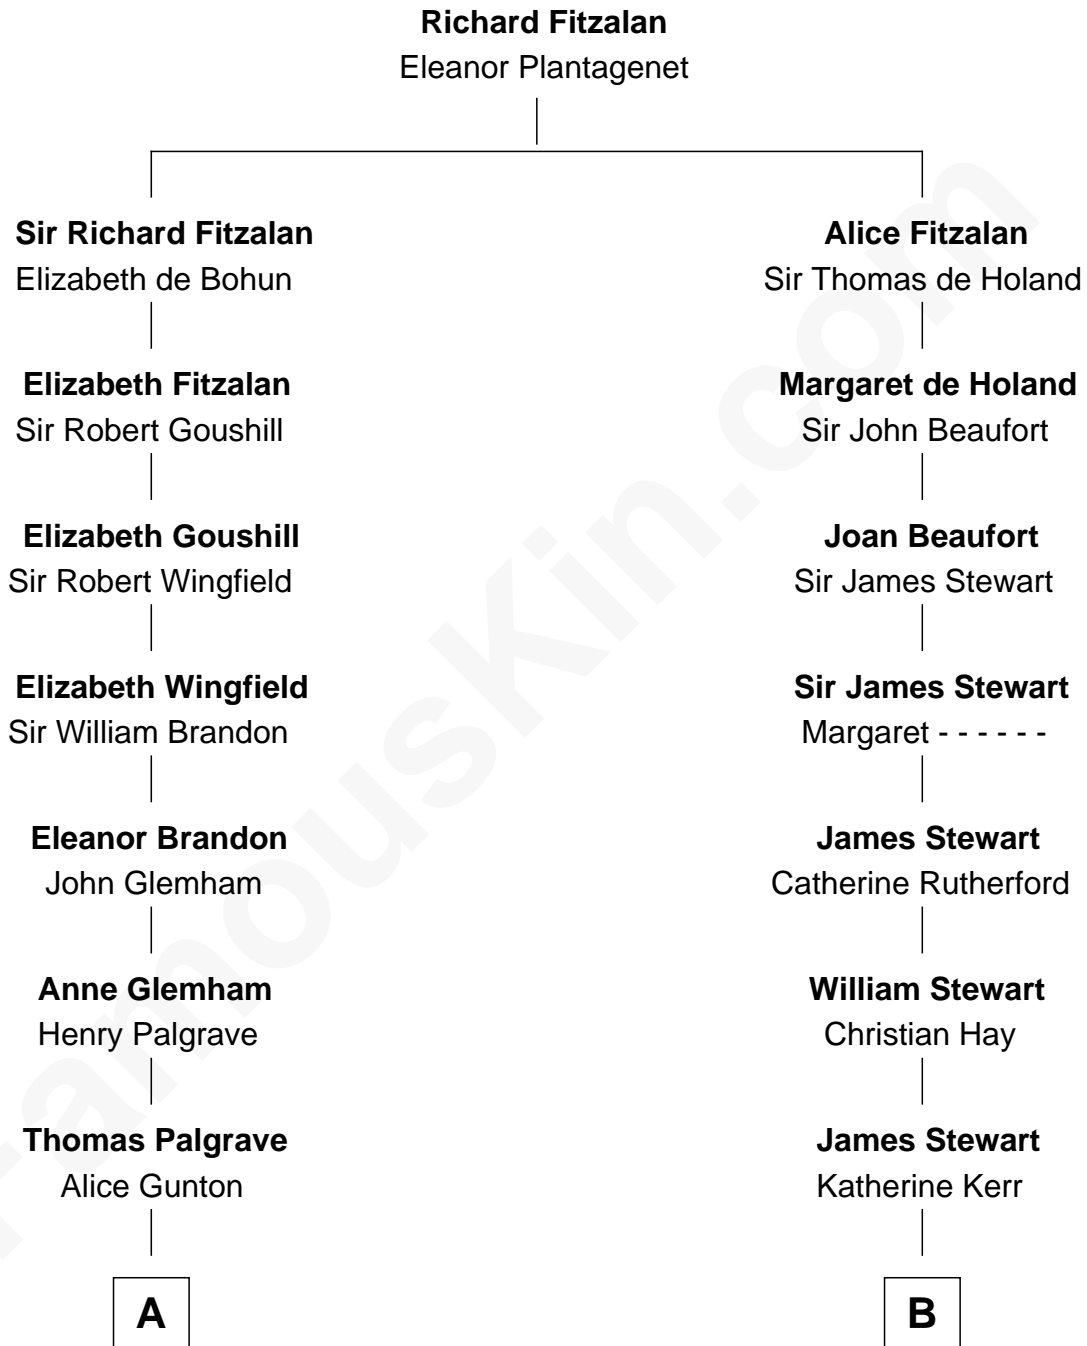 Richard Fitzalan
Eleanor Plantagenet
Sir Richard Fitzalan
Elizabeth de Bohun
Alice Fitzalan
Sir Thomas de Holand
Elizabeth Fitzalan
Sir Robert Goushill
Margaret de Holand
Sir John Beaufort
Elizabeth Goushill
Sir Robert Wingfield
Joan Beaufort
Sir James Stewart
Elizabeth Wingfield
Sir William Brandon
Sir James Stewart
Margaret - - - - - -
Eleanor Brandon
John Glemham
James Stewart
Catherine Rutherford
Anne Glemham
Henry Palgrave
William Stewart
Christian Hay
Thomas Palgrave
Alice Gunton
James Stewart
Katherine Kerr
A
B
FamousKin.com